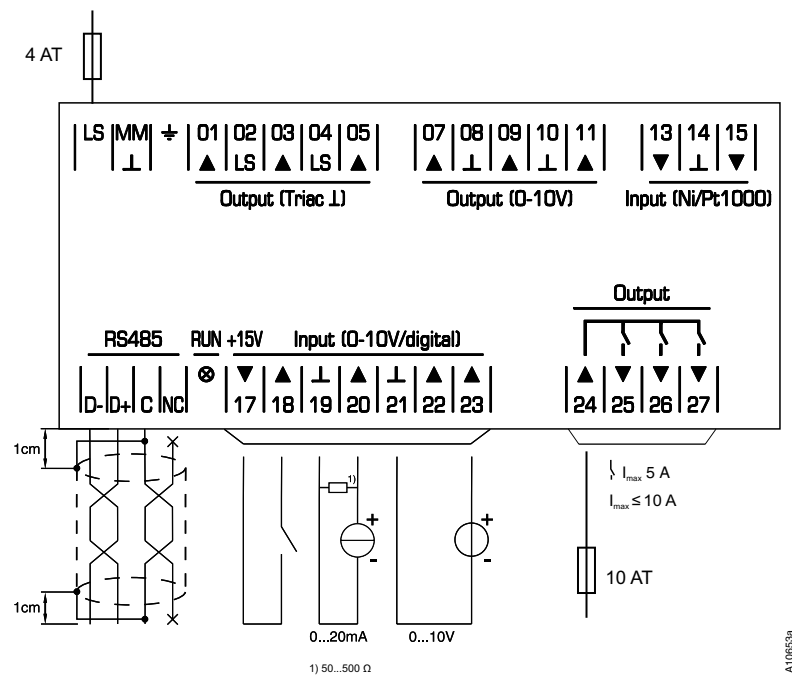 4 AT
LS MM 01 02 03 04 05 07 08 09 10 11 13 14 15
LS LS
Output (Triac ⊥) Output (0-10V) Input (Ni/Pt1000)
Output
RS485 RUN +15V Input (0-10V/digital)
D- D+ C NC 17 18 19 20 21 22 23 24 25 26 27
1cm
1)
Imax 5 A
Imax ≤ 10 A
+ +
- -
10 AT
1cm
0...20mA 0...10V
1) 50...500 Ω
A10653a